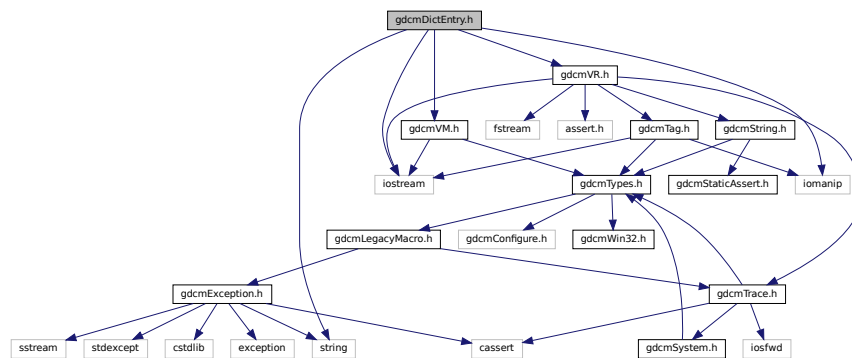 gdcmDictEntry.h
gdcmVR.h
gdcmVM.h
fstream
assert.h
gdcmTag.h
gdcmString.h
iostream
gdcmTypes.h
gdcmStaticAssert.h
iomanip
gdcmLegacyMacro.h
gdcmConfigure.h
gdcmWin32.h
gdcmException.h
gdcmTrace.h
sstream
stdexcept
cstdlib
exception
string
cassert
gdcmSystem.h
iosfwd